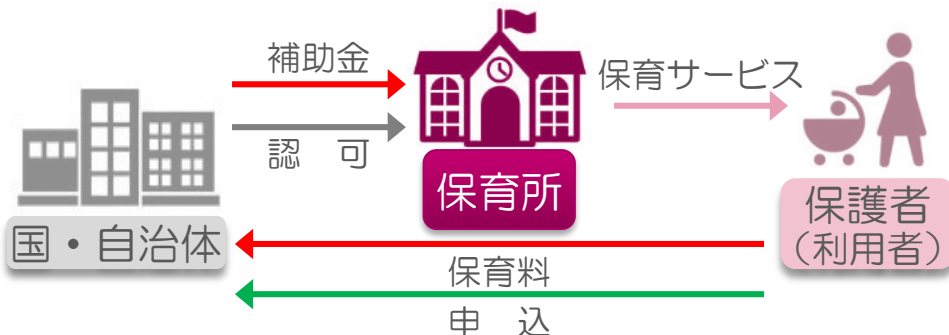 補助金
認　可
保育サービス
保育所
国・自治体
保護者
（利用者）
保育料
申　込